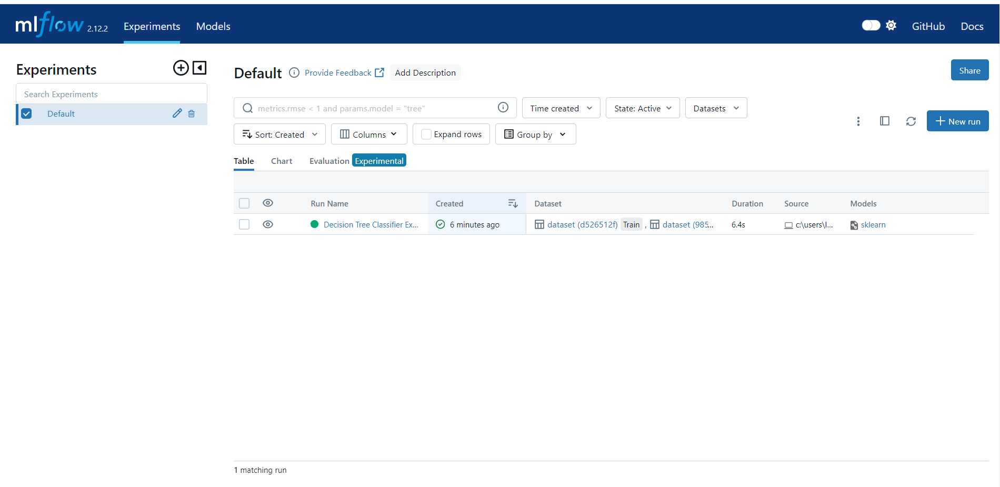 mlflow 2.12.2 Experiments Models GitHub Docs
Experiments
Search Experiments
Default
Default Provide Feedback Add Description Share
metrics.rmse < 1 and params.model = "tree" Time created State: Active Datasets
New run
Sort: Created Columns Expand rows Group by
Table Chart Evaluation Experimental
Run Name Created Dataset Duration Source Models
Decision Tree Classifier Ex... 6 minutes ago dataset (d526512f) Train , dataset (985... 6.4s c:\users\l... sklearn
1 matching run